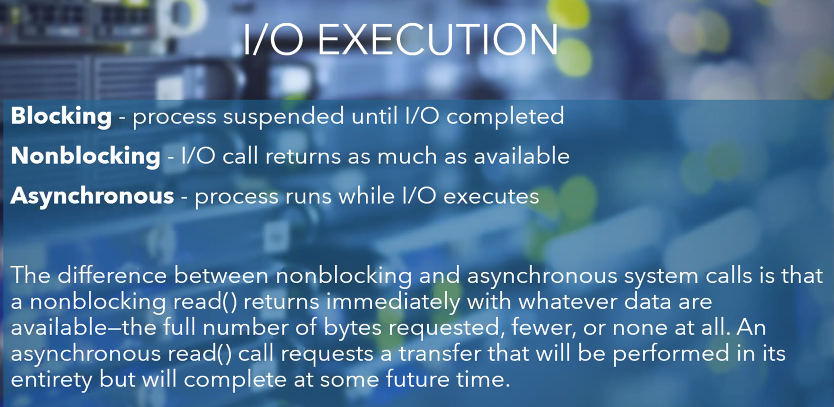 I/O EXECUTION
Blocking - process suspended until I/O completed
Nonblocking - I/O call returns as much as available
Asynchronous - process runs while I/O executes
The difference between nonblocking and asynchronous system calls is that
a nonblocking read() returns immediately with whatever data are
available—the full number of bytes requested, fewer, or none at all. An
asynchronous read() call requests a transfer that will be performed in its
entirety but will complete at some future time.